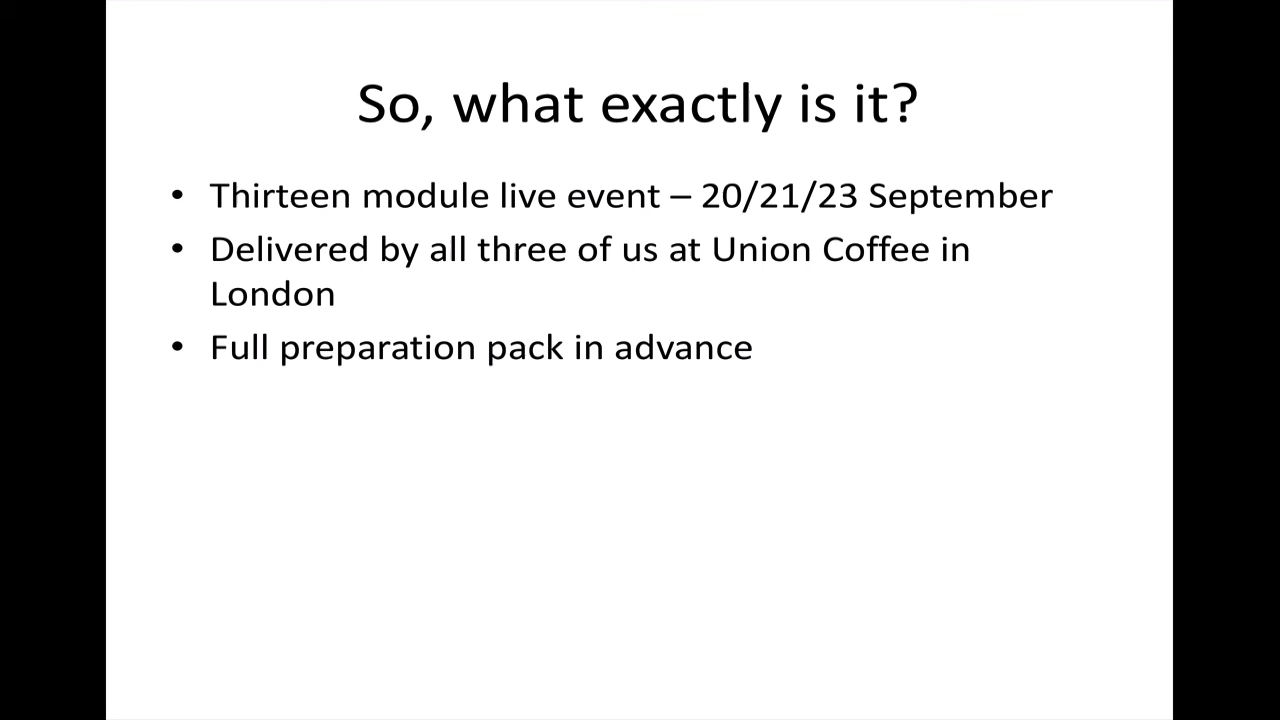 So, what exactly is it?
• Thirteen module live event – 20/21/23 September
• Delivered by all three of us at Union Coffee in
London
• Full preparation pack in advance